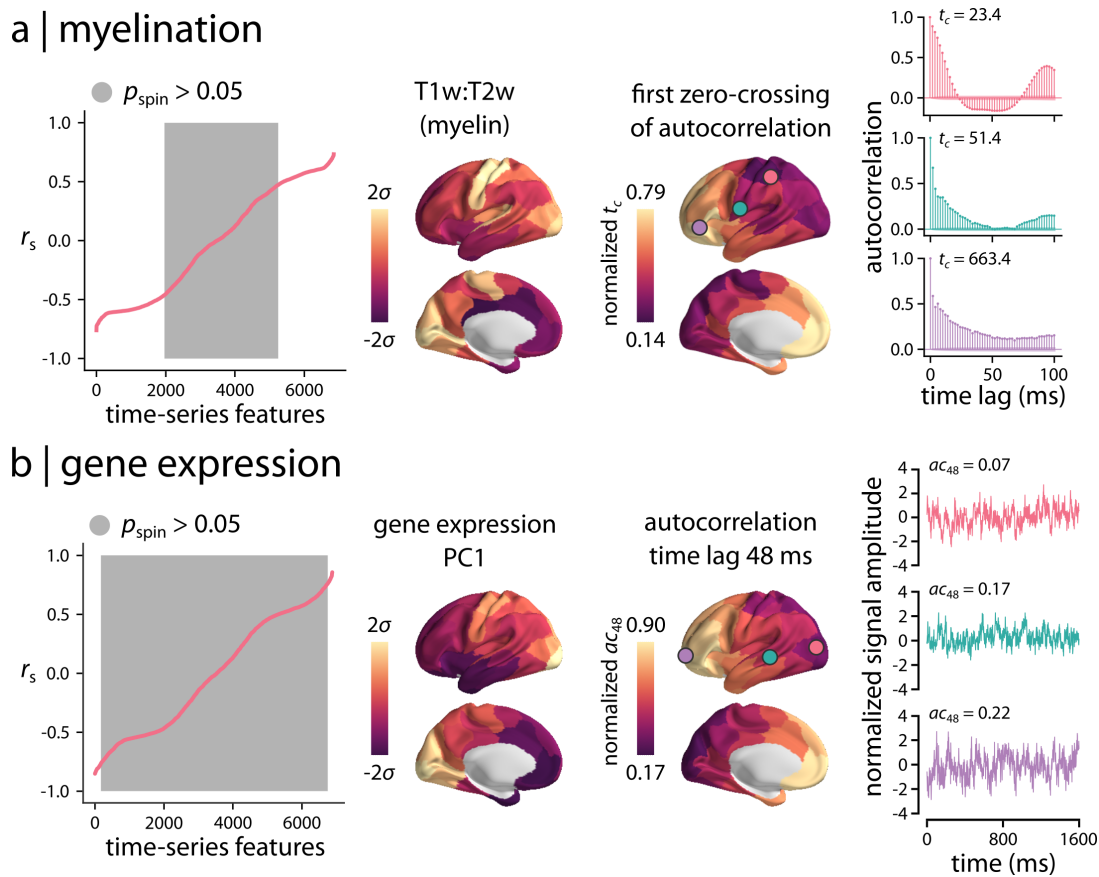 a | myelination
p_spin > 0.05
1.0
0.5
0.0
-0.5
-1.0
r_s
0 2000 4000 6000
time-series features
T1w:T2w
(myelin)
2σ
-2σ
first zero-crossing
of autocorrelation
0.79
normalized t_c
0.14
autocorrelation
t_c = 23.4
1.0
0.5
0.0
t_c = 51.4
1.0
0.5
0.0
t_c = 663.4
1.0
0.5
0.0
0 50 100
time lag (ms)
b | gene expression
p_spin > 0.05
1.0
0.5
0.0
-0.5
-1.0
r_s
0 2000 4000 6000
time-series features
gene expression
PC1
2σ
-2σ
autocorrelation
time lag 48 ms
0.90
normalized ac_48
0.17
normalized signal amplitude
ac_48 = 0.07
4
2
0
-2
-4
ac_48 = 0.17
4
2
0
-2
-4
ac_48 = 0.22
4
2
0
-2
-4
0 800 1600
time (ms)